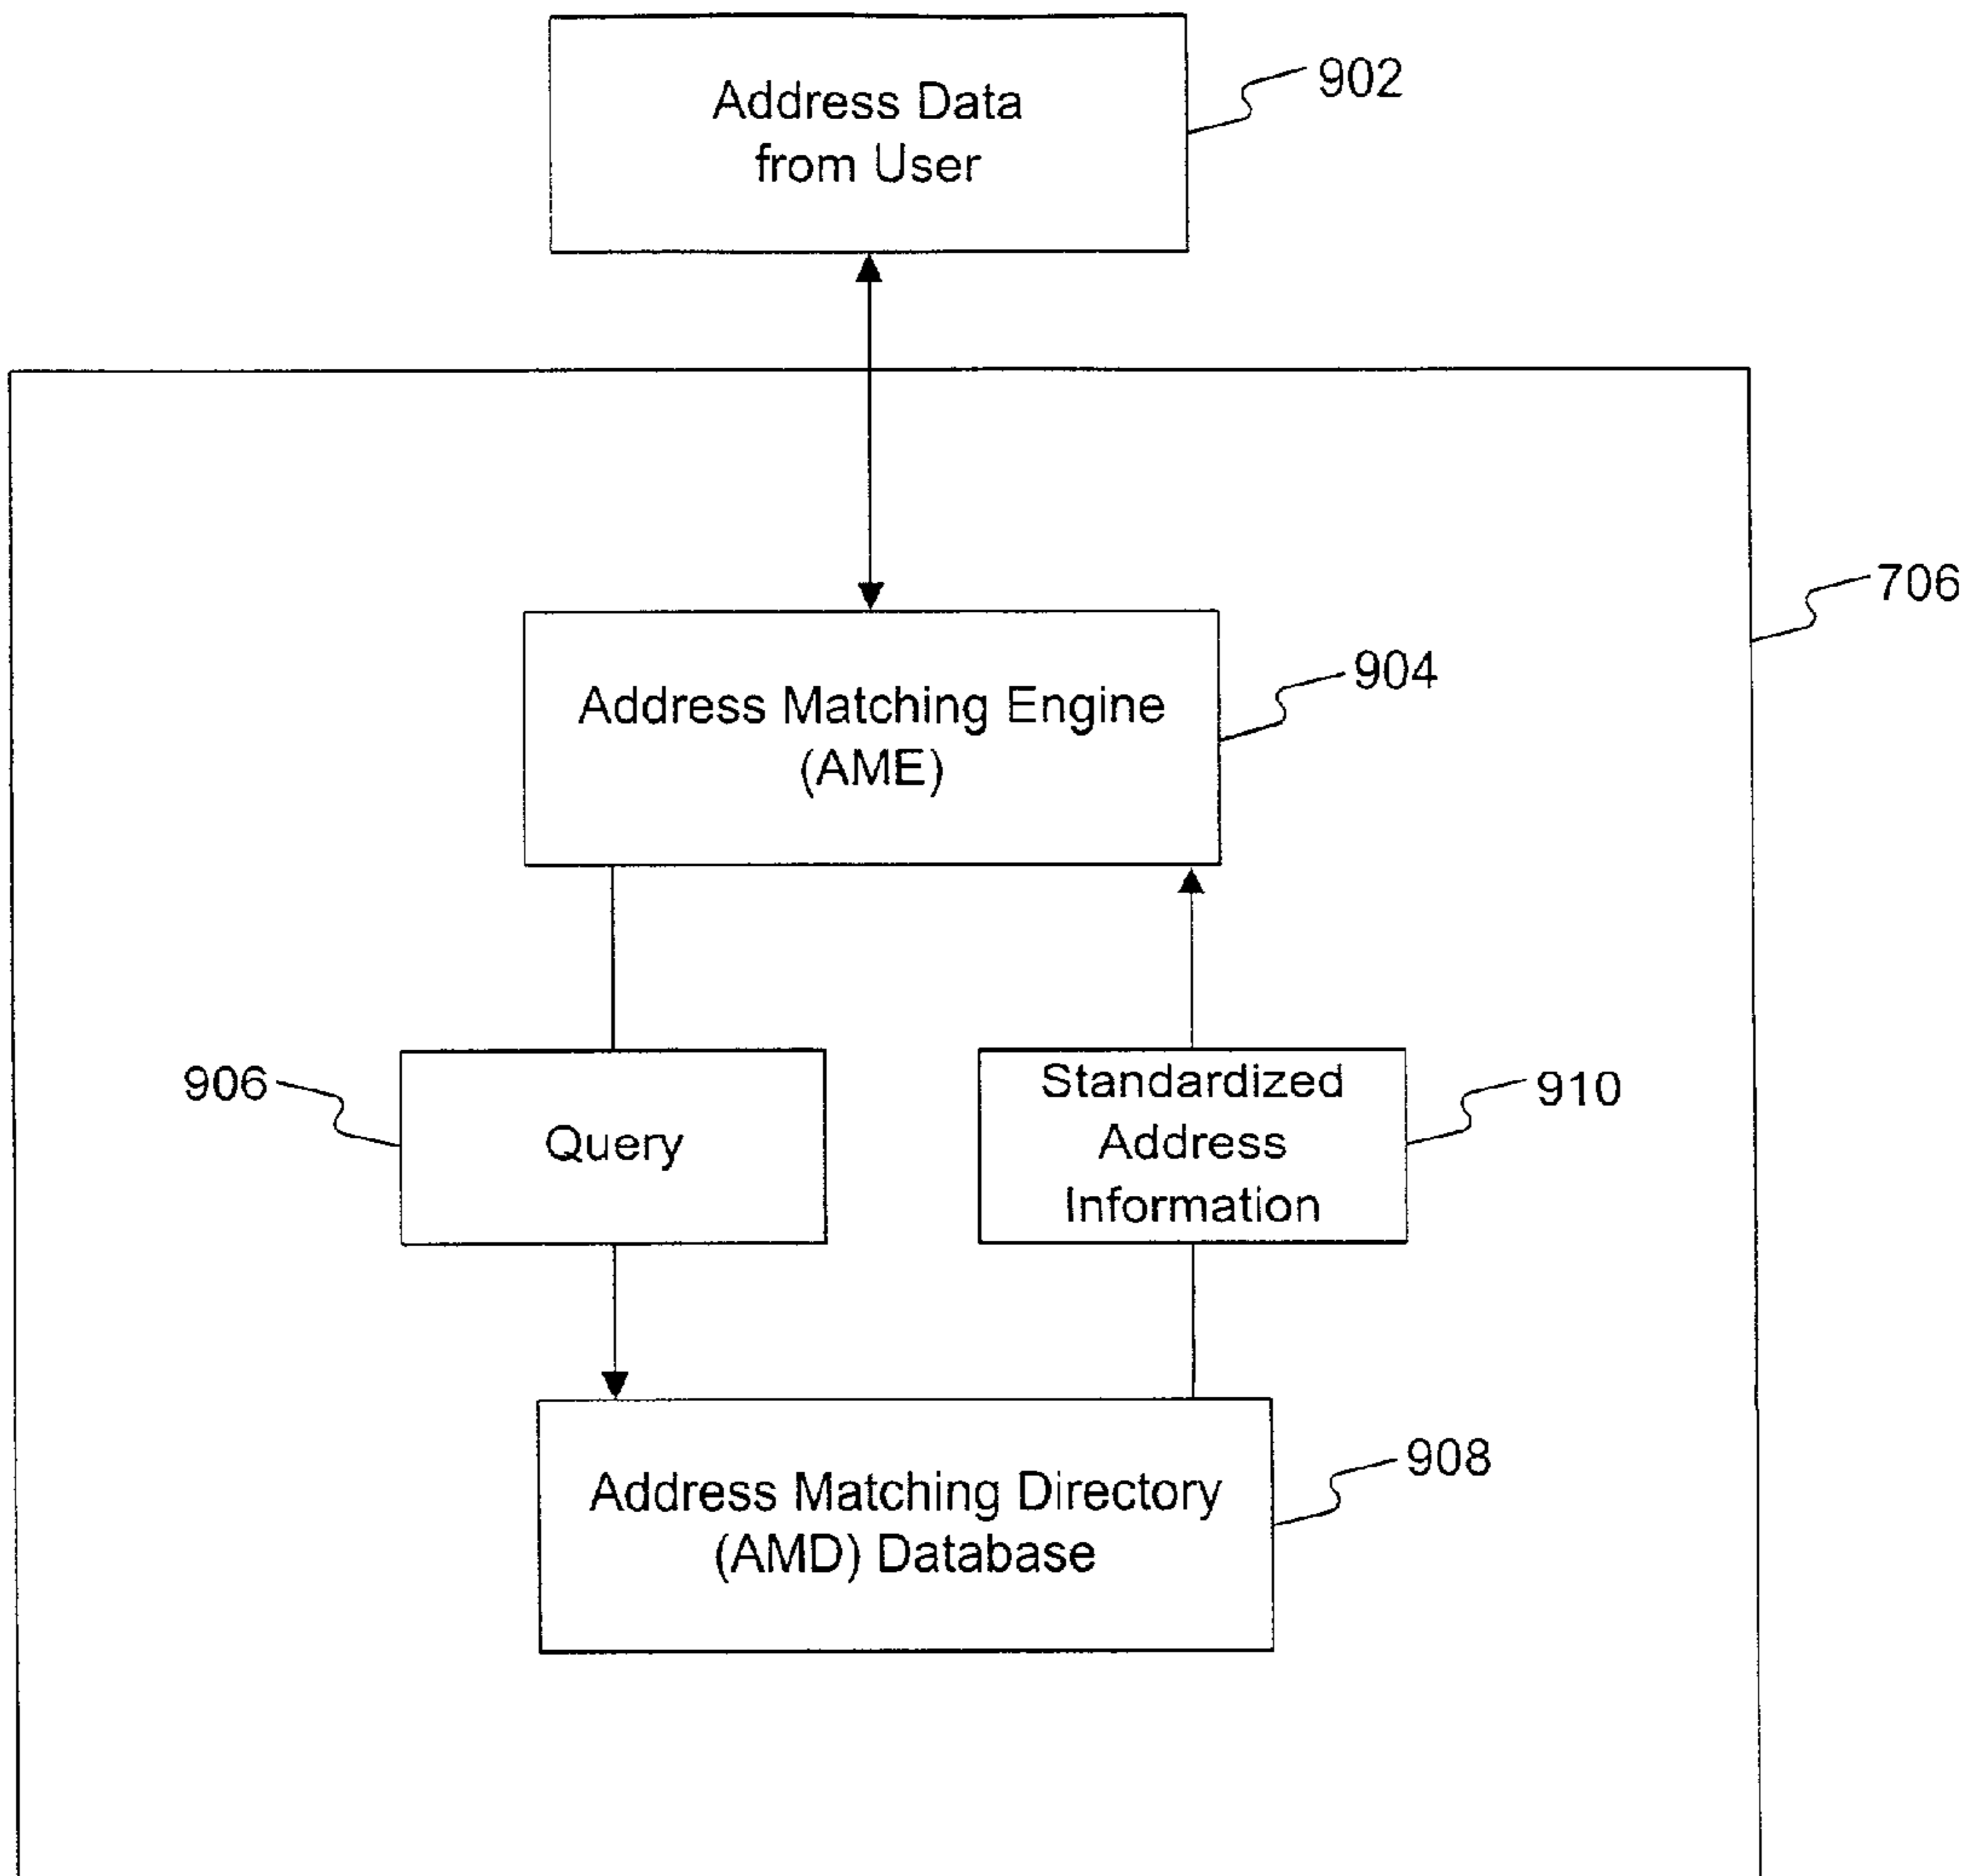 Address Data
from User
902
706
Address Matching Engine
(AME)
904
906
Query
Standardized
Address
Information
910
Address Matching Directory
(AMD) Database
908